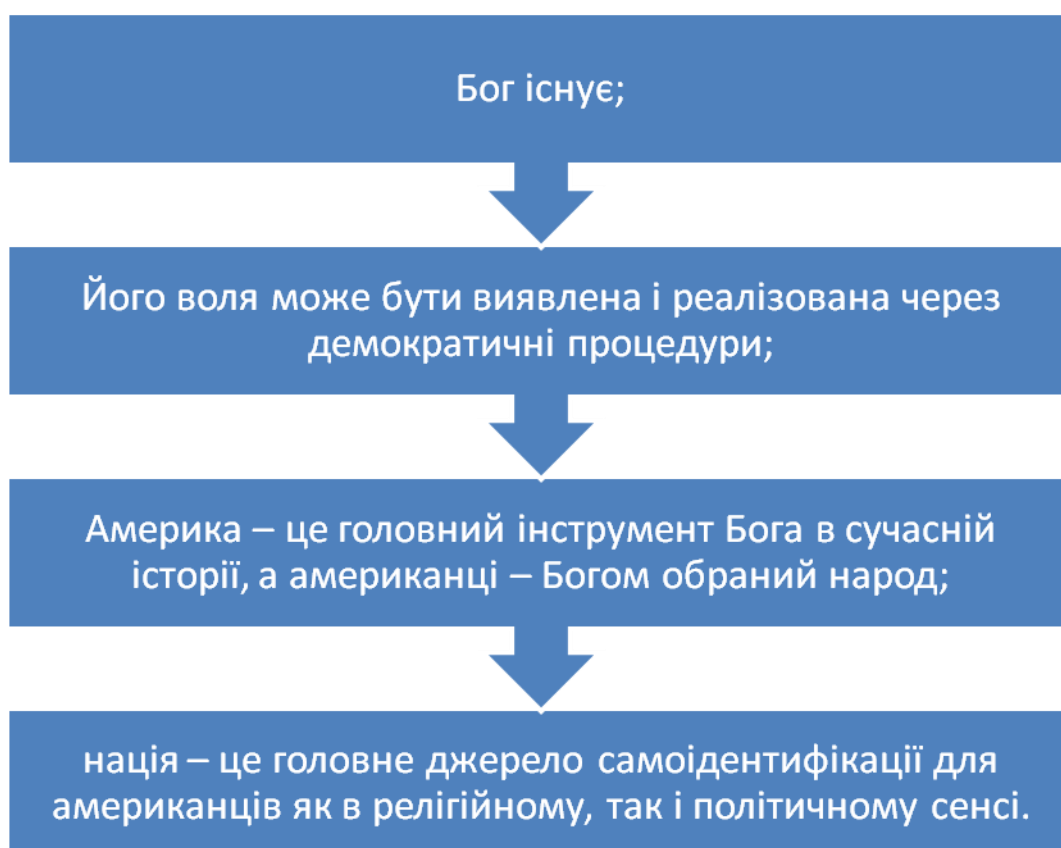 Бог існує;
Його воля може бути виявлена і реалізована через
демократичні процедури;
Америка – це головний інструмент Бога в сучасній
історії, а американці – Богом обраний народ;
нація – це головне джерело самоідентифікації для
американців як в релігійному, так і політичному сенсі.